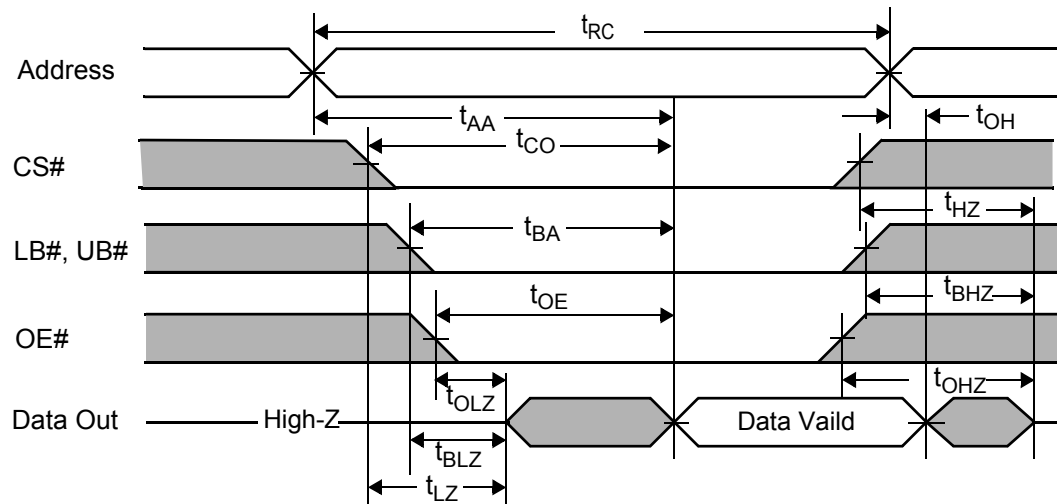 tRC
Address
tAA
tOH
tCO
CS#
tHZ
tBA
LB#, UB#
tBHZ
tOE
OE#
tOLZ
tOHZ
Data Out
High-Z
Data Vaild
tBLZ
tLZ